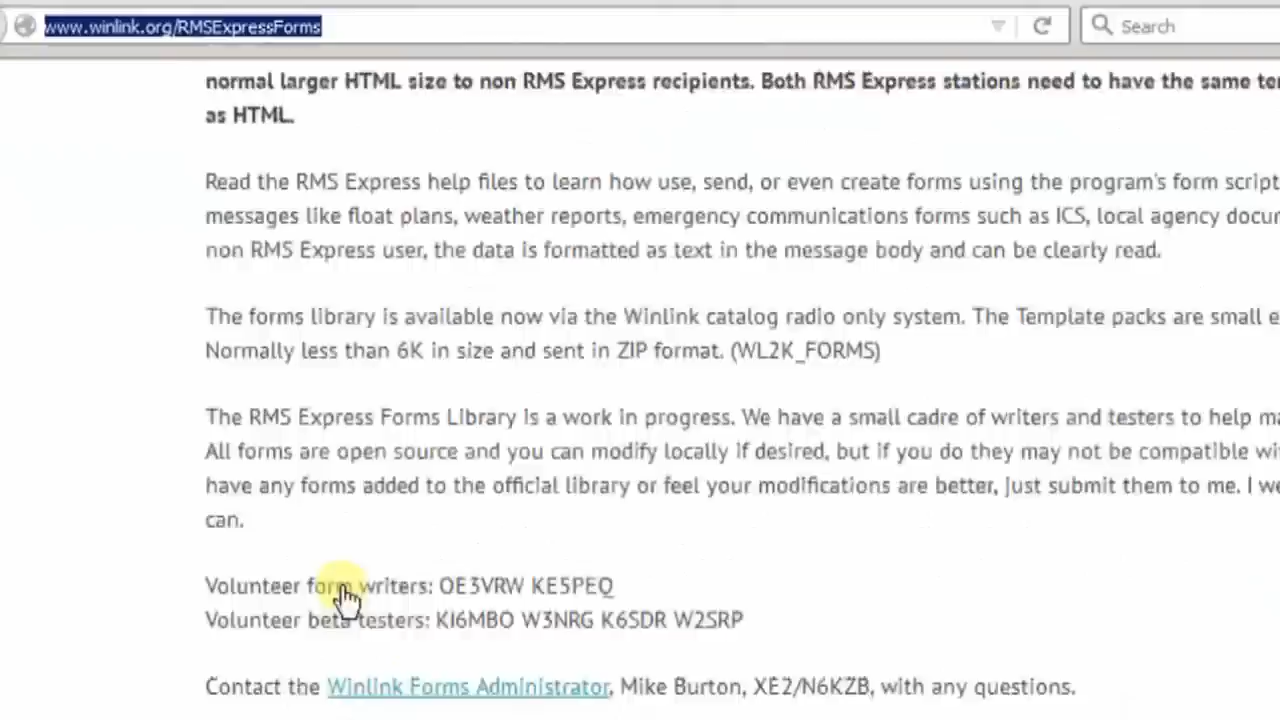 www.winlink.org/RMSExpressForms
Search
normal larger HTML size to non RMS Express recipients. Both RMS Express stations need to have the same
as HTML.
Read the RMS Express help files to learn how use, send, or even create forms using the program's form
messages like float plans, weather reports, emergency communications forms such as ICS, local agency
non RMS Express user, the data is formatted as text in the message body and can be clearly read.
The forms library is available now via the Winlink catalog radio only system. The Template packs are small
Normally less than 6K in size and sent in ZIP format. (WL2K_FORMS)
The RMS Express Forms Library is a work in progress. We have a small cadre of writers and testers to help
All forms are open source and you can modify locally if desired, but if you do they may not be compatible
have any forms added to the official library or feel your modifications are better, just submit them to me. I
can.
Volunteer form writers: OE3VRW KE5PEQ
Volunteer beta testers: KI6MBO W3NRG K6SDR W2SRP
Contact the Winlink Forms Administrator, Mike Burton, XE2/N6KZB, with any questions.